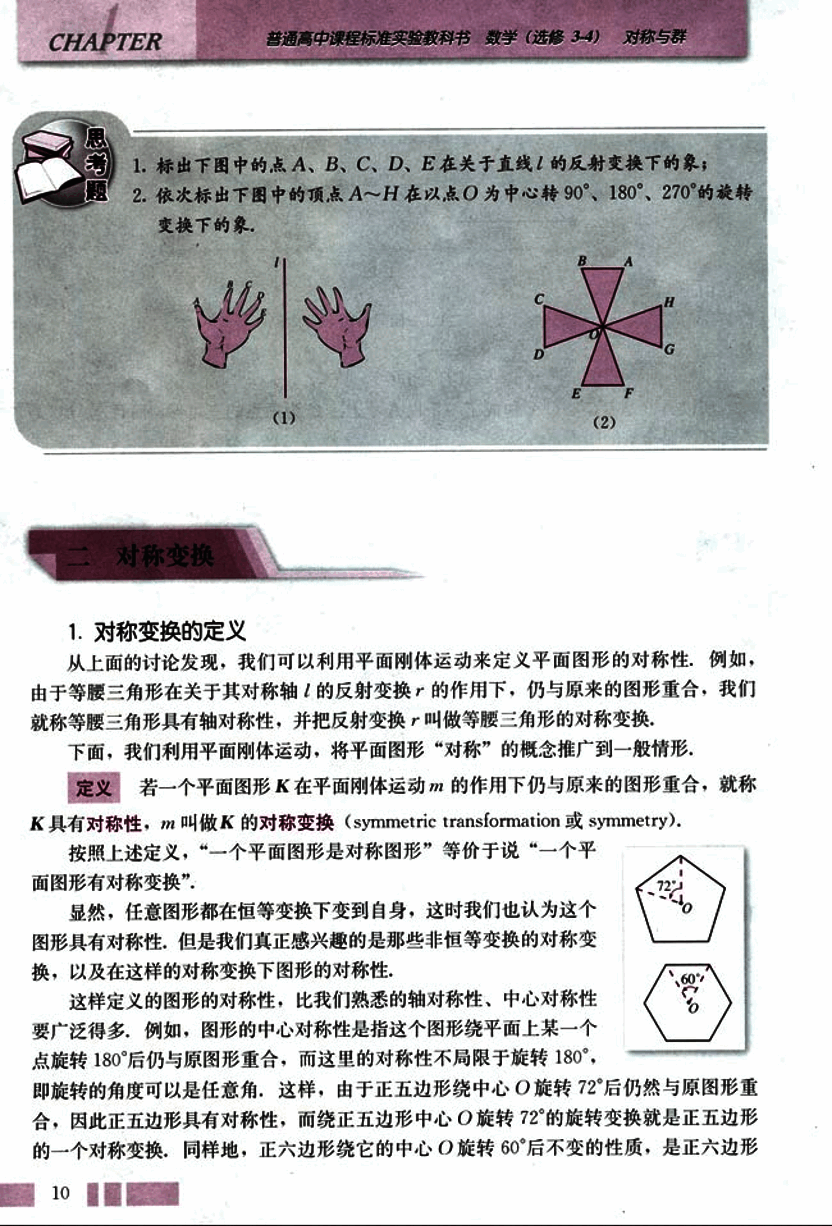 CHAPTER 1
普通高中课程标准实验教科书 数学（选修 3-4） 对称与群
思考题
1. 标出下图中的点 A、B、C、D、E 在关于直线 l 的反射变换下的象；
2. 依次标出下图中的顶点 A～H 在以点 O 为中心转 90°、180°、270°的旋转
变换下的象.
l
A B C D E
B A
C H
O
D G
E F
(1)
(2)
二 对称变换
1. 对称变换的定义
从上面的讨论发现，我们可以利用平面刚体运动来定义平面图形的对称性. 例如，
由于等腰三角形在关于其对称轴 l 的反射变换 r 的作用下，仍与原来的图形重合，我们
就称等腰三角形具有轴对称性，并把反射变换 r 叫做等腰三角形的对称变换.
下面，我们利用平面刚体运动，将平面图形“对称”的概念推广到一般情形.
定义 若一个平面图形 K 在平面刚体运动 m 的作用下仍与原来的图形重合，就称
K 具有对称性，m 叫做 K 的对称变换（symmetric transformation 或 symmetry).
按照上述定义，“一个平面图形是对称图形”等价于说“一个平
面图形有对称变换”.
显然，任意图形都在恒等变换下变到自身，这时我们也认为这个
图形具有对称性. 但是我们真正感兴趣的是那些非恒等变换的对称变
换，以及在这样的对称变换下图形的对称性.
这样定义的图形的对称性，比我们熟悉的轴对称性、中心对称性
要广泛得多. 例如，图形的中心对称性是指这个图形绕平面上某一个
点旋转 180°后仍与原图形重合，而这里的对称性不局限于旋转 180°，
即旋转的角度可以是任意角. 这样，由于正五边形绕中心 O 旋转 72°后仍然与原图形重
合，因此正五边形具有对称性，而绕正五边形中心 O 旋转 72°的旋转变换就是正五边形
的一个对称变换. 同样地，正六边形绕它的中心 O 旋转 60°后不变的性质，是正六边形
72°
O
60°
O
10